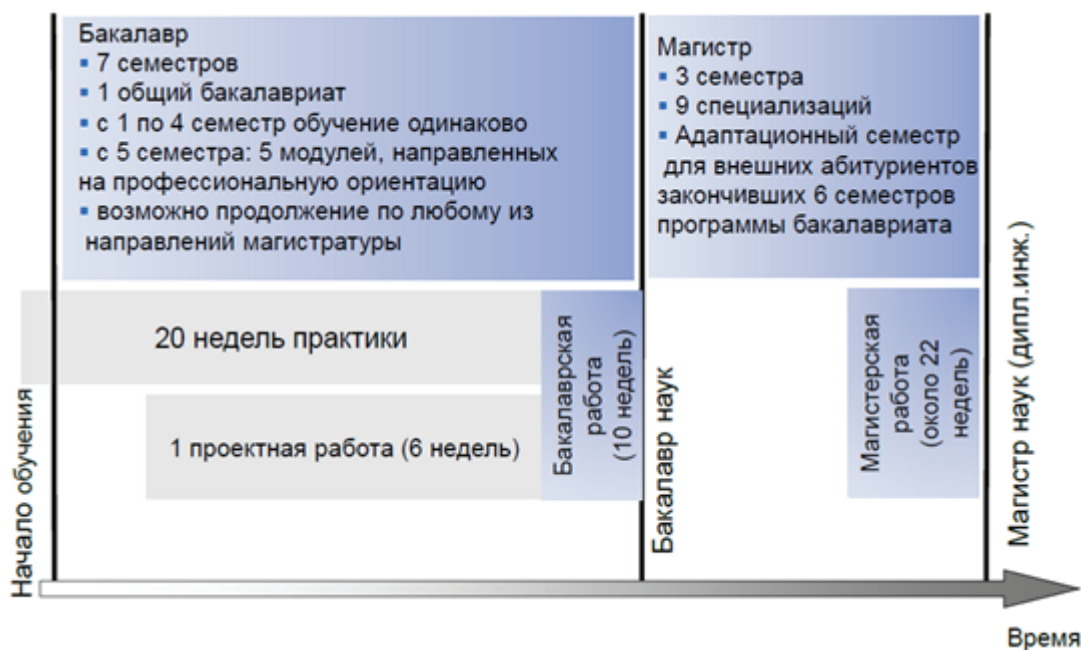 Бакалавр
▪ 7 семестров
▪ 1 общий бакалавриат
▪ с 1 по 4 семестр обучение одинаково
▪ с 5 семестра: 5 модулей, направленных
на профессиональную ориентацию
▪ возможно продолжение по любому из
направлений магистратуры
Магистр
▪ 3 семестра
▪ 9 специализаций
▪ Адаптационный семестр
для внешних абитуриентов
закончивших 6 семестров
программы бакалавриата
20 недель практики
1 проектная работа (6 недель)
Бакалаврская
работа
(10 недель)
Магистерская
работа
(около 22
недель)
Начало обучения
Бакалавр наук
Магистр наук (дипл.инж.)
Время